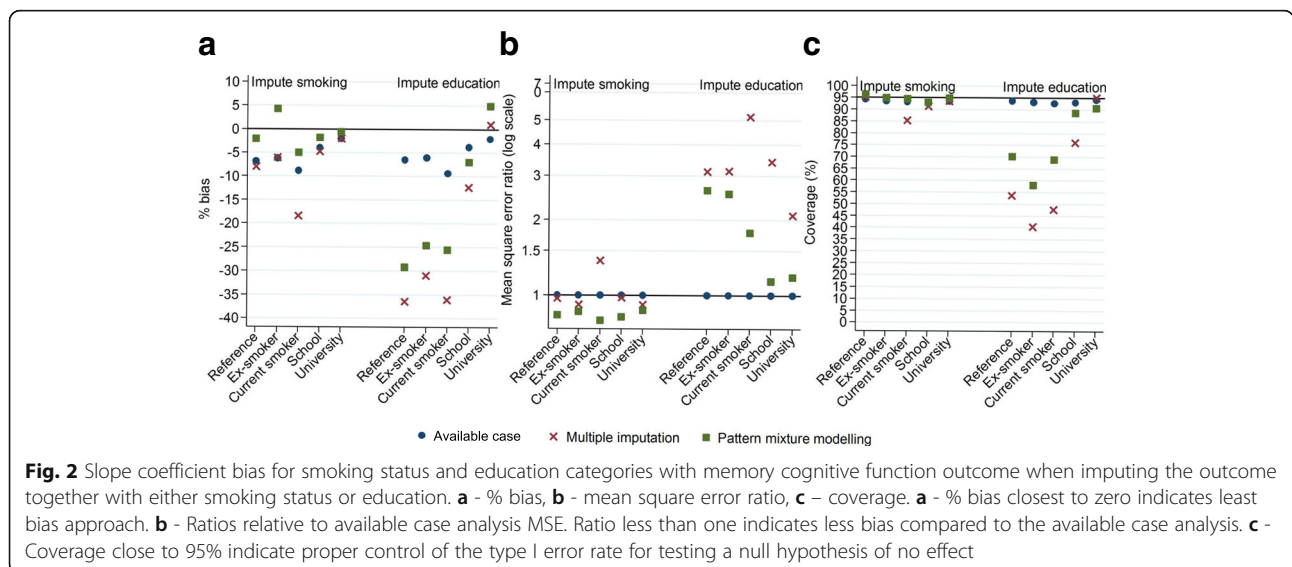 a
b
c
10
5
0
-5
-10
-15
-20
-25
-30
-35
-40
% bias
Impute smoking
Impute education
Reference
Ex-smoker
Current smoker
School
University
Reference
Ex-smoker
Current smoker
School
University
7
0
5
4
3
2
1.5
1
Mean square error ratio (log scale)
Impute smoking
Impute education
Reference
Ex-smoker
Current smoker
School
University
Reference
Ex-smoker
Current smoker
School
University
100
95
90
85
80
75
70
65
60
55
50
45
40
35
30
25
20
15
10
5
0
Coverage (%)
Impute smoking
Impute education
Reference
Ex-smoker
Current smoker
School
University
Reference
Ex-smoker
Current smoker
School
University
Available case
Multiple imputation
Pattern mixture modelling
Fig. 2 Slope coefficient bias for smoking status and education categories with memory cognitive function outcome when imputing the outcome
together with either smoking status or education. a - % bias, b - mean square error ratio, c – coverage. a - % bias closest to zero indicates least
bias approach. b - Ratios relative to available case analysis MSE. Ratio less than one indicates less bias compared to the available case analysis. c -
Coverage close to 95% indicate proper control of the type I error rate for testing a null hypothesis of no effect